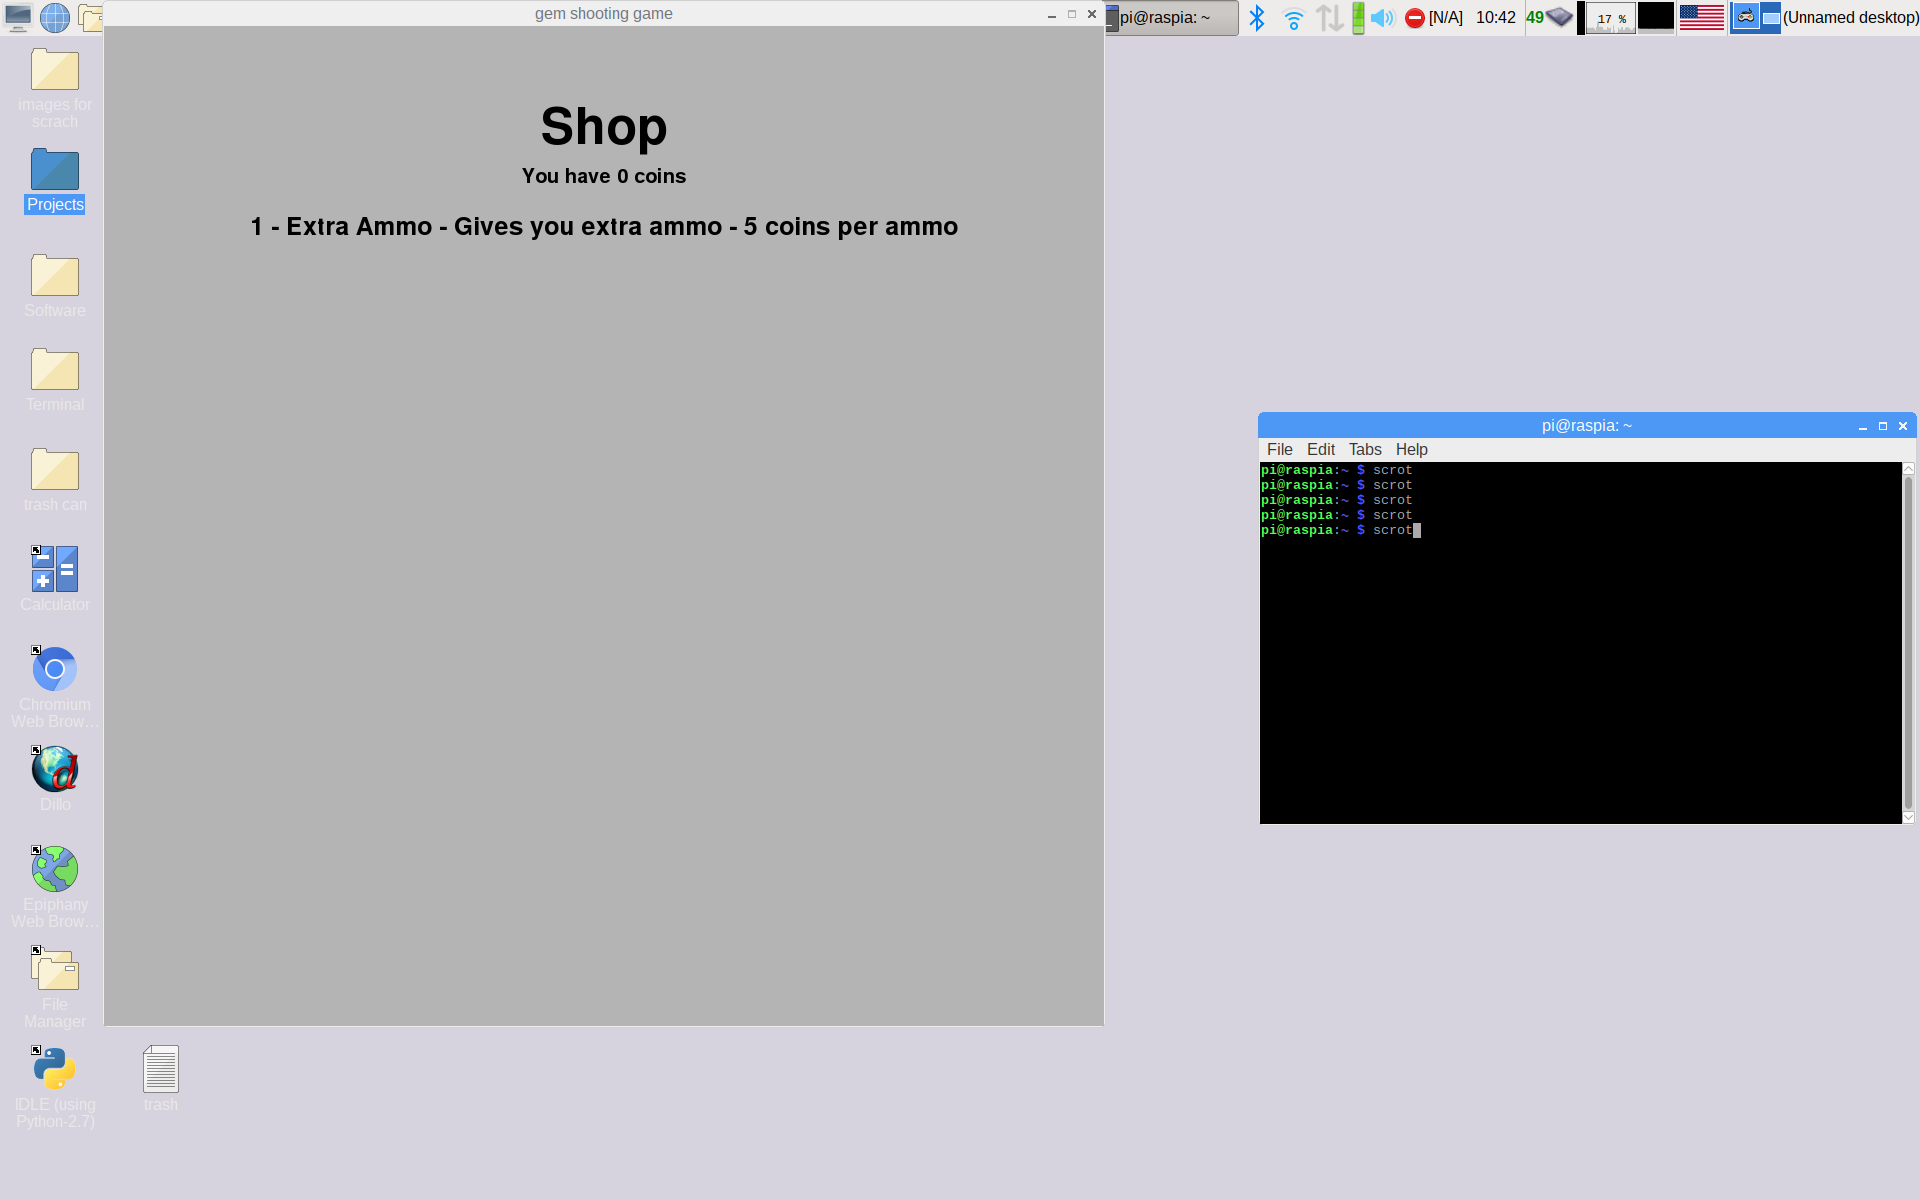 gem shooting game
pi@raspia: ~
[N/A]
10:42
49
17 %
(Unnamed desktop)
Shop
You have 0 coins
1 - Extra Ammo - Gives you extra ammo - 5 coins per ammo
images for
scrach
Projects
Software
Terminal
trash can
Calculator
Chromium
Web Brow...
Dillo
Epiphany
Web Brow...
File
Manager
IDLE (using
Python-2.7)
trash
pi@raspia: ~
File Edit Tabs Help
pi@raspia:~ $ scrot
pi@raspia:~ $ scrot
pi@raspia:~ $ scrot
pi@raspia:~ $ scrot
pi@raspia:~ $ scrot